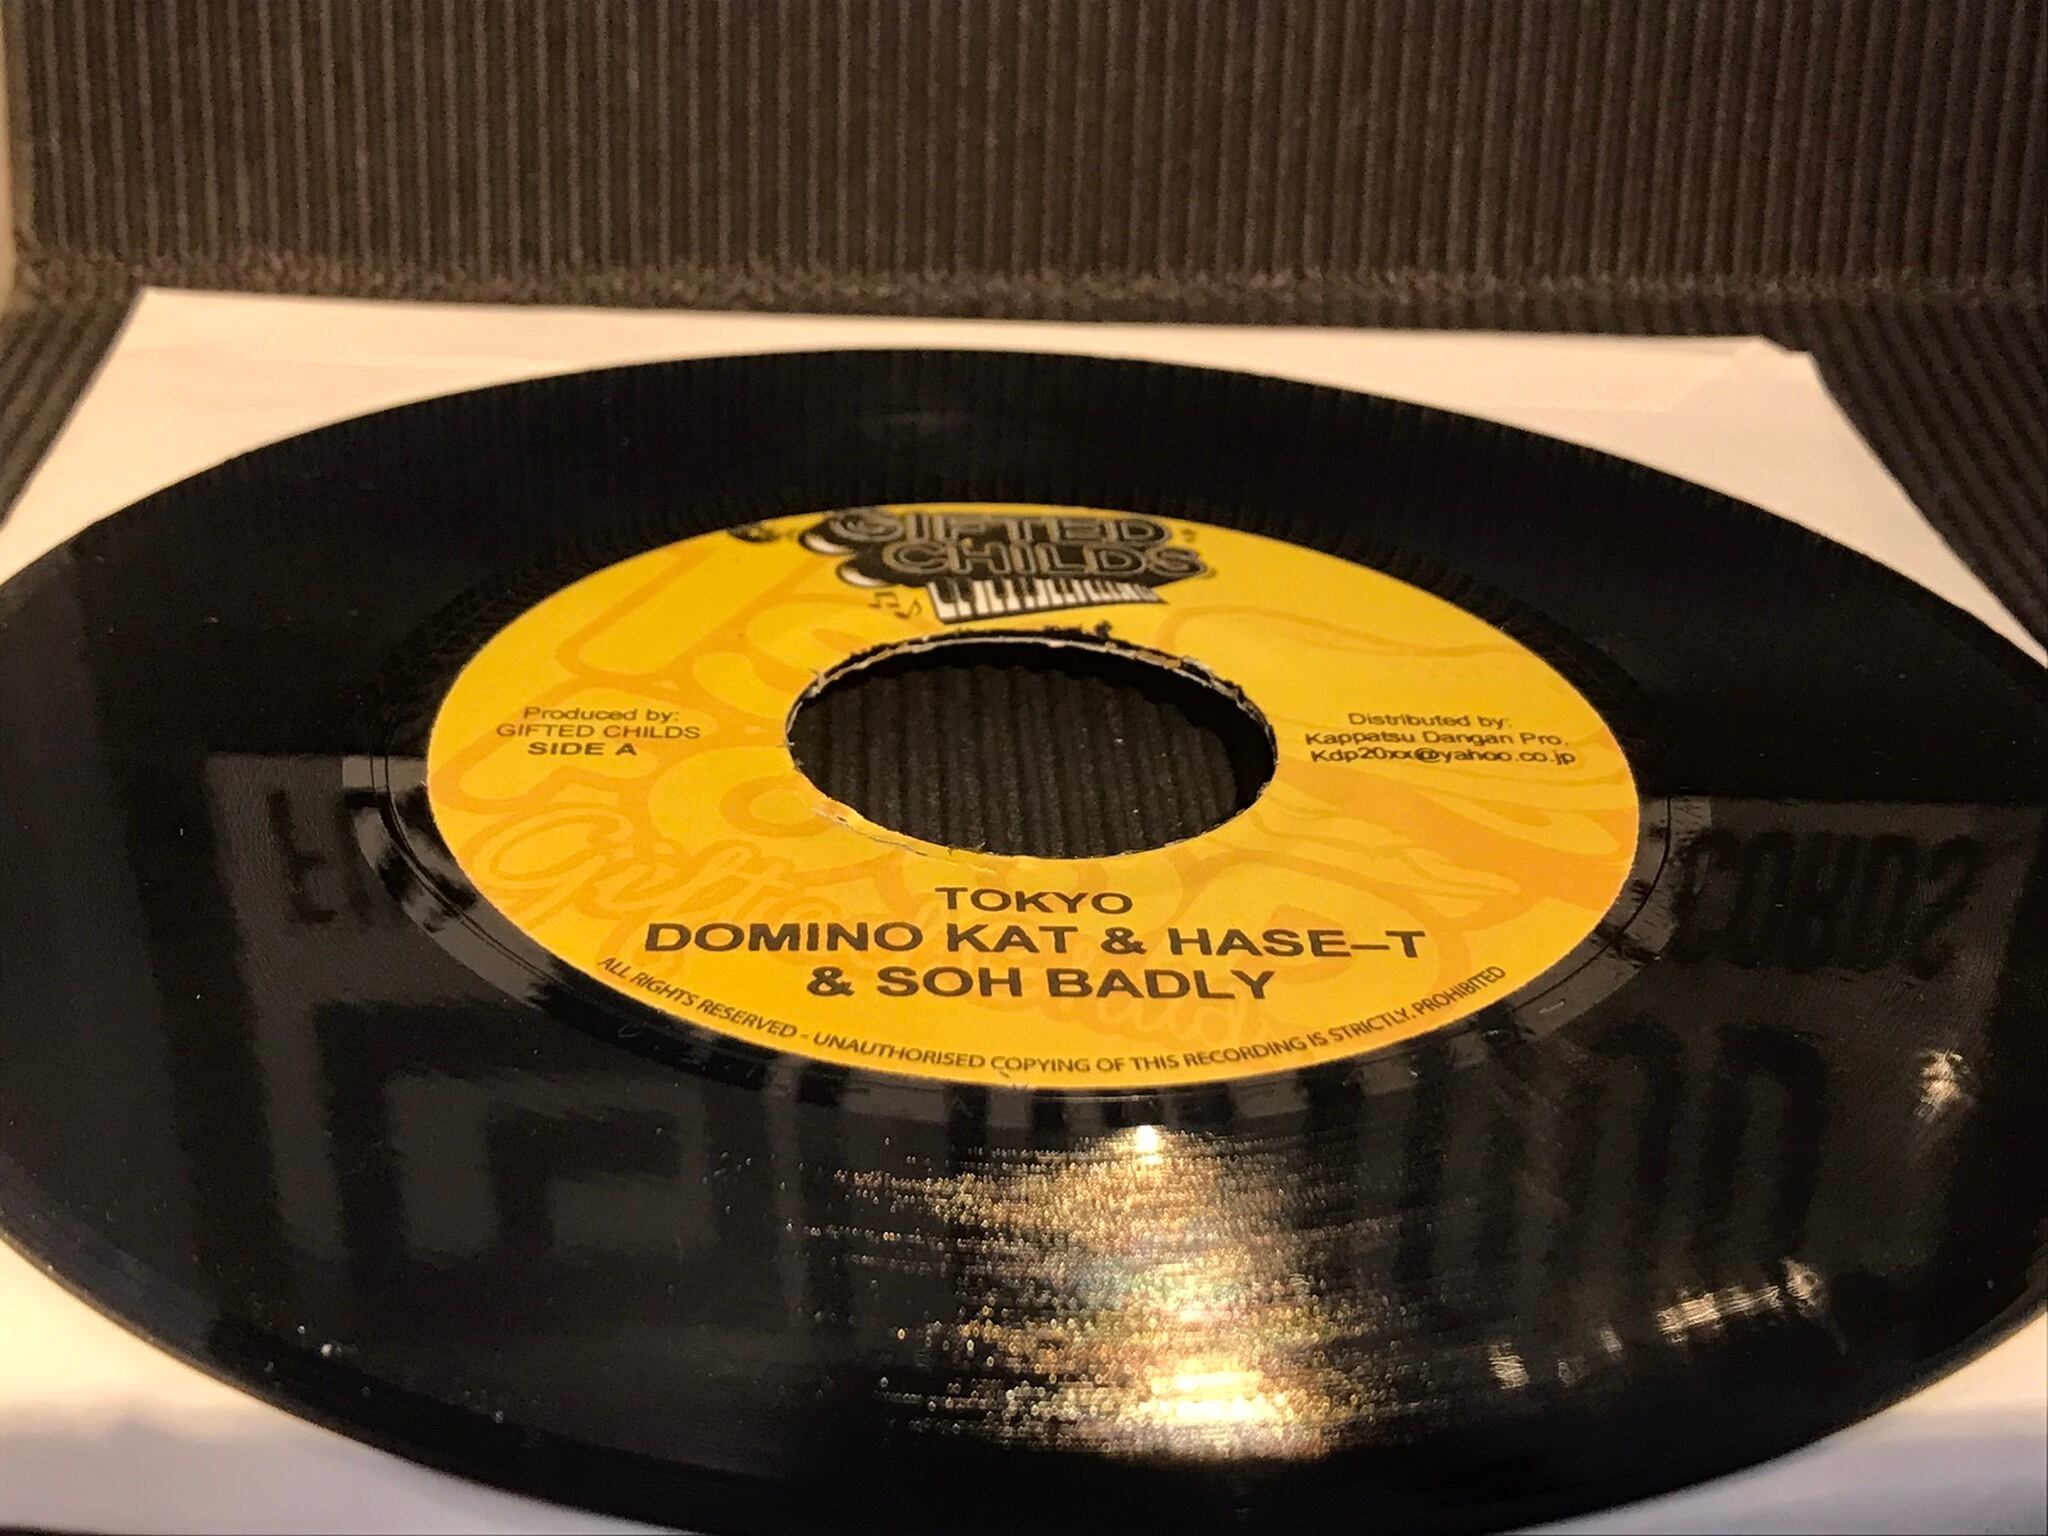 GIFTED
CHILDS
Produced by:
GIFTED CHILDS
SIDE A
Distributed by:
Kappatsu Dangan Pro.
Kdp20xx@yahoo.co.jp
TOKYO
DOMINO KAT & HASE-T
& SOH BADLY
ALL RIGHTS RESERVED - UNAUTHORISED COPYING OF THIS RECORDING IS STRICTLY. PROHIBITED